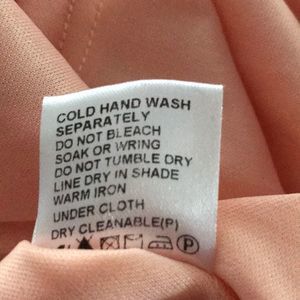 COLD HAND WASH
SEPARATELY
DO NOT BLEACH
SOAK OR WRING
DO NOT TUMBLE DRY
LINE DRY IN SHADE
WARM IRON
UNDER CLOTH
DRY CLEANABLE(P)
P